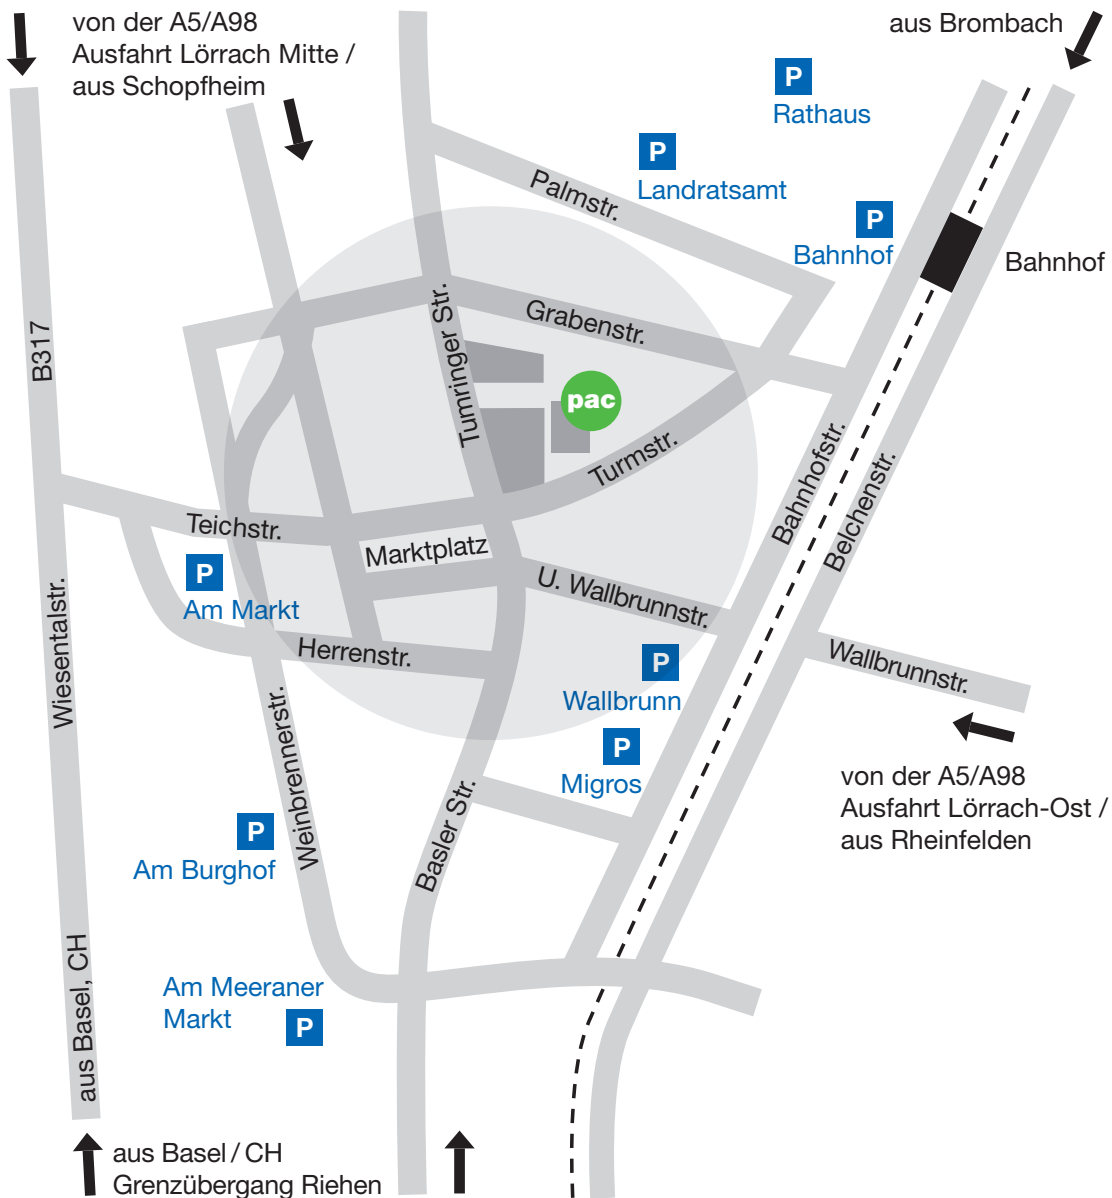 von der A5/A98
Ausfahrt Lörrach Mitte /
aus Schopfheim
aus Brombach
P
Rathaus
P
Landratsamt
Palmstr.
P
Bahnhof
Bahnhof
B317
Tumringer Str.
Grabenstr.
pac
Turmstr.
Bahnhofstr.
Belchenstr.
Teichstr.
Marktplatz
P
Am Markt
U. Wallbrunnstr.
Herrenstr.
Wiesentalstr.
P
Wallbrunn
Wallbrunnstr.
Weinbrennerstr.
P
Migros
von der A5/A98
Ausfahrt Lörrach-Ost /
aus Rheinfelden
Basler Str.
P
Am Burghof
aus Basel, CH
Am Meeraner
Markt
P
aus Basel / CH
Grenzübergang Riehen